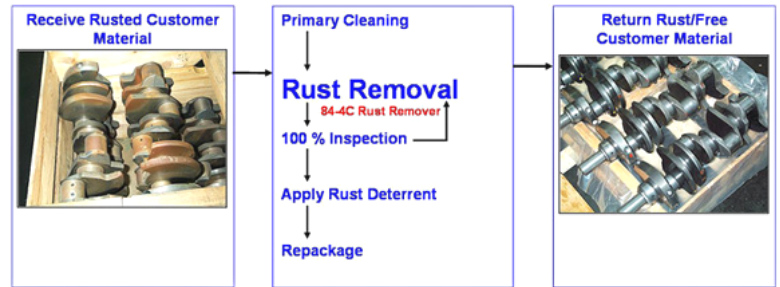 Receive Rusted Customer
Material
Primary Cleaning
Rust Removal
84-4C Rust Remover
100 % Inspection
Apply Rust Deterrent
Repackage
Return Rust/Free
Customer Material